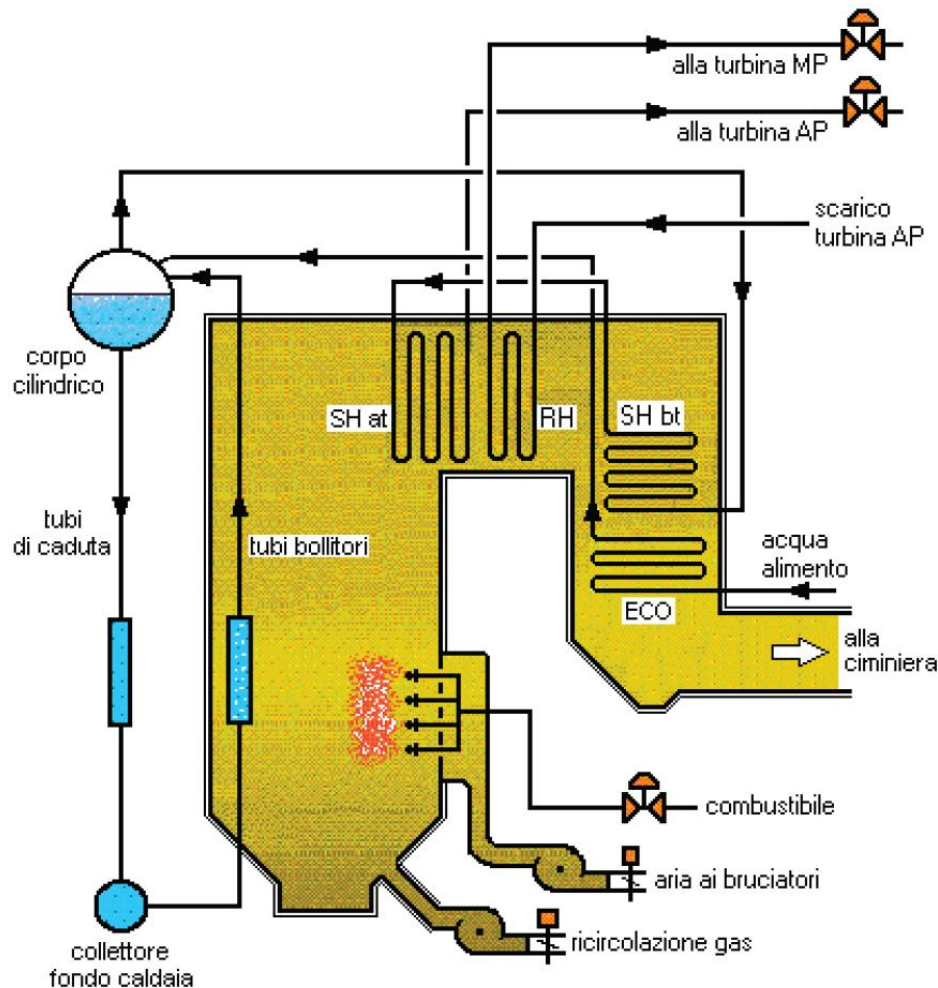 alla turbina MP
alla turbina AP
scarico
turbina AP
corpo
cilindrico
SH at
RH
SH bt
tubi
di caduta
tubi bollitori
acqua
alimento
ECO
alla
ciminiera
combustibile
aria ai bruciatori
ricircolazione gas
collettore
fondo caldaia